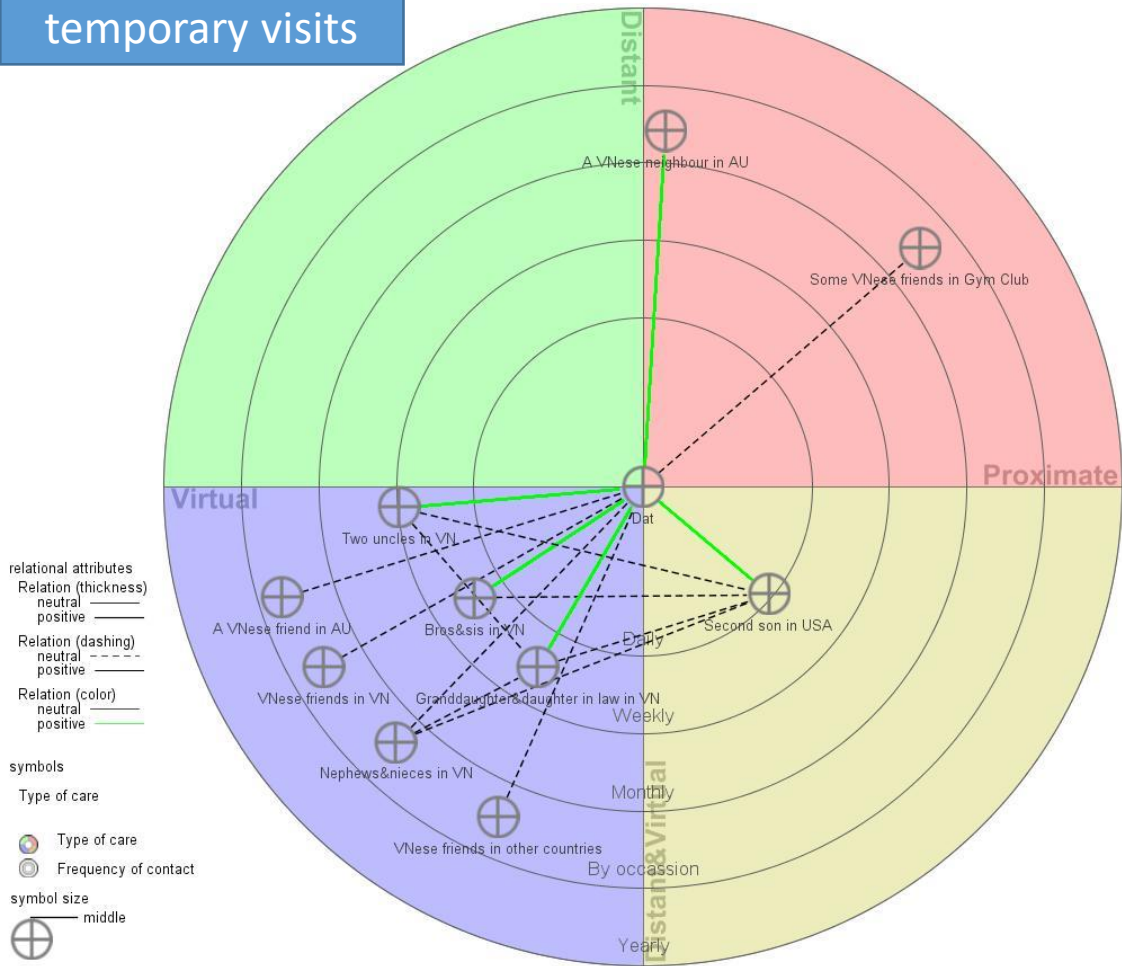 temporary visits
Distant
A VNese neighbour in AU
Some VNese friends in Gym Club
Proximate
Virtual
Dat
Two uncles in VN
A VNese friend in AU
Bros&sis in VN
Second son in USA
Daily
VNese friends in VN
Granddaughter&daughter in law in VN
Weekly
Nephews&nieces in VN
Monthly
VNese friends in other countries
By occassion
Distant&Virtual
Yearly
relational attributes
Relation (thickness)
neutral
positive
Relation (dashing)
neutral
positive
Relation (color)
neutral
positive
symbols
Type of care
Type of care
Frequency of contact
symbol size
middle